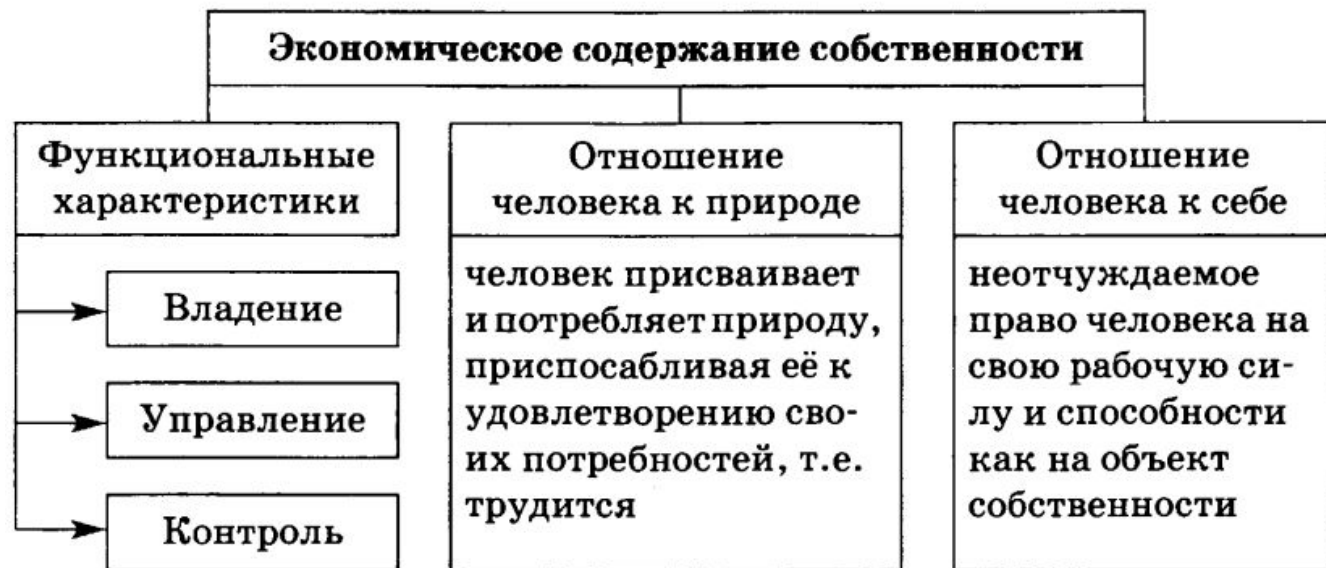 Экономическое содержание собственности
Функциональные
характеристики
Владение
Управление
Контроль
Отношение
человека к природе
человек присваивает
и потребляет природу,
приспосабливая её к
удовлетворению сво-
их потребностей, т.е.
трудится
Отношение
человека к себе
неотчуждаемое
право человека на
свою рабочую си-
лу и способности
как на объект
собственности